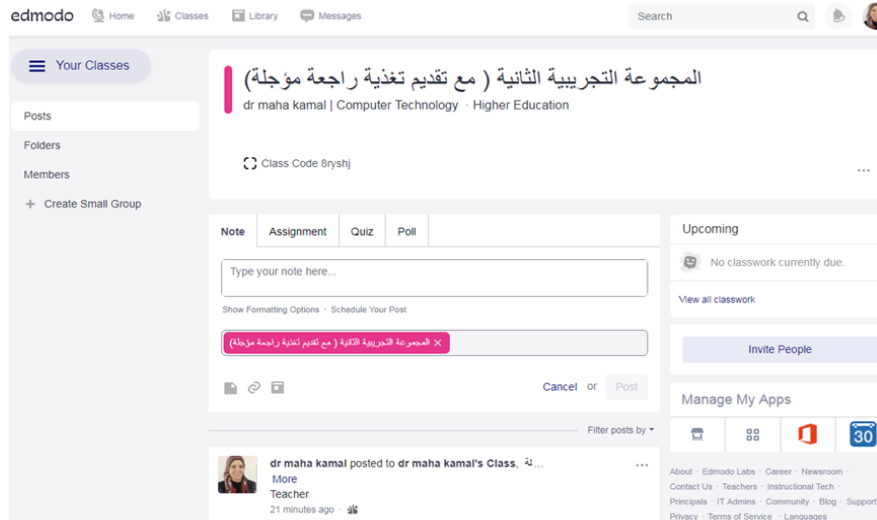 edmodo Home Classes Library Messages Search
Your Classes
Posts
Folders
Members
+ Create Small Group
المجموعة التجريبية الثانية ( مع تقديم تغذية راجعة مؤجلة)
dr maha kamal | Computer Technology · Higher Education
Class Code 8ryshj
...
Note Assignment Quiz Poll
Type your note here...
Show Formatting Options · Schedule Your Post
المجموعة التجريبية الثانية ( مع تقديم تغذية راجعة مؤجلة) ×
Cancel or Post
Filter posts by
dr maha kamal posted to dr maha kamal's Class, لة...
More
Teacher
21 minutes ago ·
...
Upcoming
No classwork currently due.
View all classwork
Invite People
Manage My Apps
30
About · Edmodo Labs · Career · Newsroom ·
Contact Us · Teachers · Instructional Tech ·
Principals · IT Admins · Community · Blog · Support
Privacy · Terms of Service · Languages